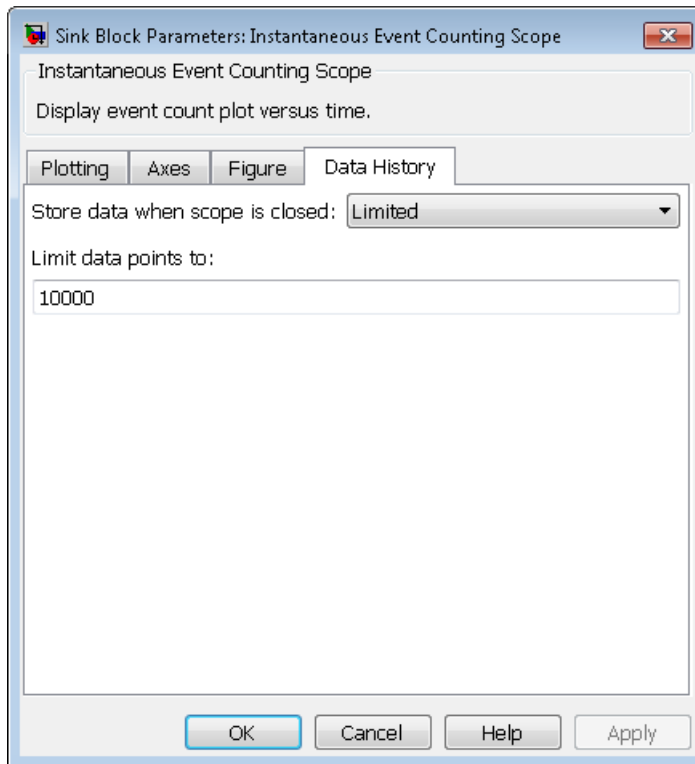 Sink Block Parameters: Instantaneous Event Counting Scope
Instantaneous Event Counting Scope
Display event count plot versus time.
Plotting Axes Figure Data History
Store data when scope is closed: Limited
Limit data points to:
10000
OK Cancel Help Apply